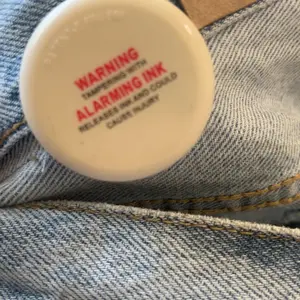 WARNING
TAMPERING WITH
ALARMING INK
RELEASES INK AND COULD
CAUSE INJURY